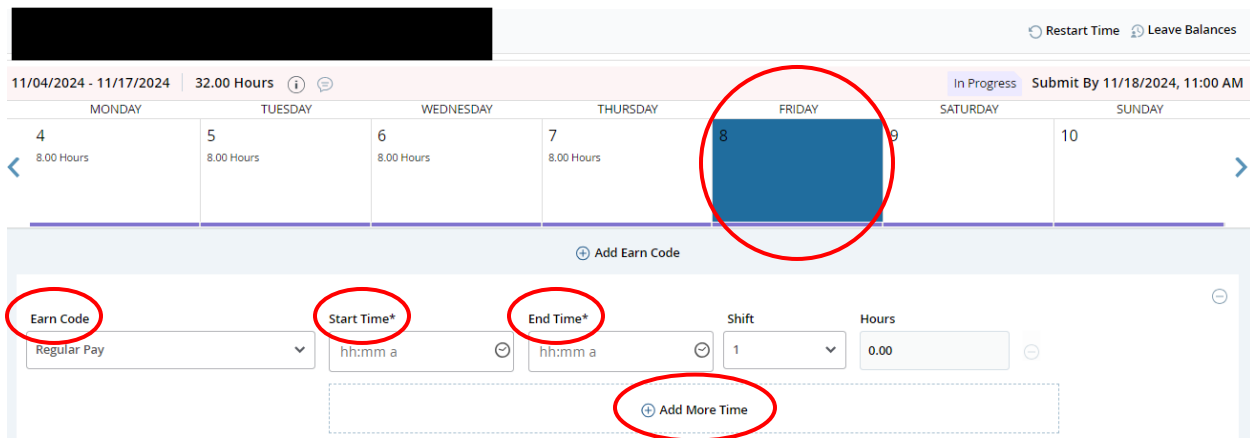 Restart Time Leave Balances
11/04/2024 - 11/17/2024 32.00 Hours In Progress Submit By 11/18/2024, 11:00 AM
MONDAY TUESDAY WEDNESDAY THURSDAY FRIDAY SATURDAY SUNDAY
4 5 6 7 8 9 10
8.00 Hours 8.00 Hours 8.00 Hours 8.00 Hours
Add Earn Code
Earn Code Start Time* End Time* Shift Hours
Regular Pay hh:mm a hh:mm a 1 0.00
Add More Time